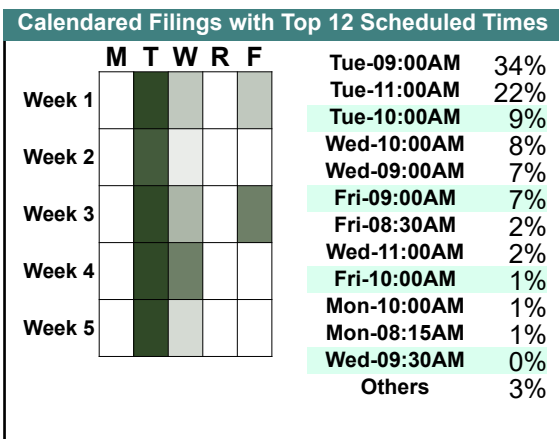 Calendared Filings with Top 12 Scheduled Times
M T W R F
Week 1
Week 2
Week 3
Week 4
Week 5
Tue-09:00AM 34%
Tue-11:00AM 22%
Tue-10:00AM 9%
Wed-10:00AM 8%
Wed-09:00AM 7%
Fri-09:00AM 7%
Fri-08:30AM 2%
Wed-11:00AM 2%
Fri-10:00AM 1%
Mon-10:00AM 1%
Mon-08:15AM 1%
Wed-09:30AM 0%
Others 3%